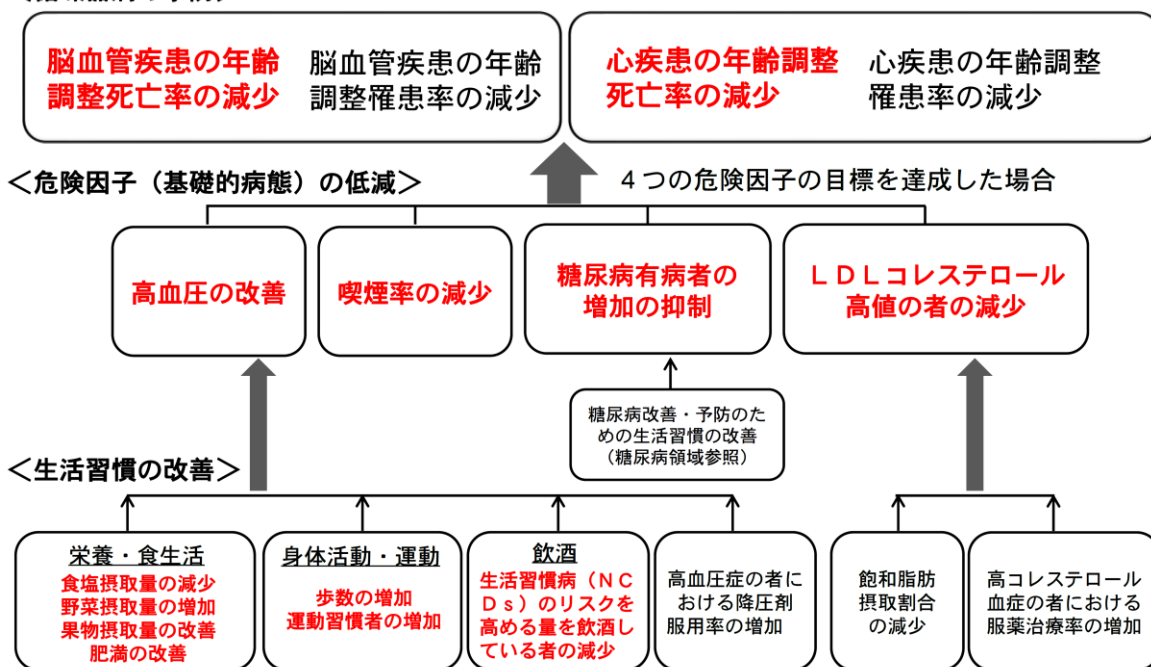 脳血管疾患の年齢
調整死亡率の減少
脳血管疾患の年齢
調整罹患率の減少
心疾患の年齢調整
死亡率の減少
心疾患の年齢調整
罹患率の減少
＜危険因子（基礎的病態）の低減＞
４つの危険因子の目標を達成した場合
高血圧の改善
喫煙率の減少
糖尿病有病者の
増加の抑制
ＬＤＬコレステロール
高値の者の減少
糖尿病改善・予防のた
めの生活習慣の改善
（糖尿病領域参照）
＜生活習慣の改善＞
栄養・食生活
食塩摂取量の減少
野菜摂取量の増加
果物摂取量の改善
肥満の改善
身体活動・運動
歩数の増加
運動習慣者の増加
飲酒
生活習慣病（ＮＣ
Ｄｓ）のリスクを
高める量を飲酒し
ている者の減少
高血圧症の者に
おける降圧剤
服用率の増加
飽和脂肪
摂取割合
の減少
高コレステロール
血症の者における
服薬治療率の増加